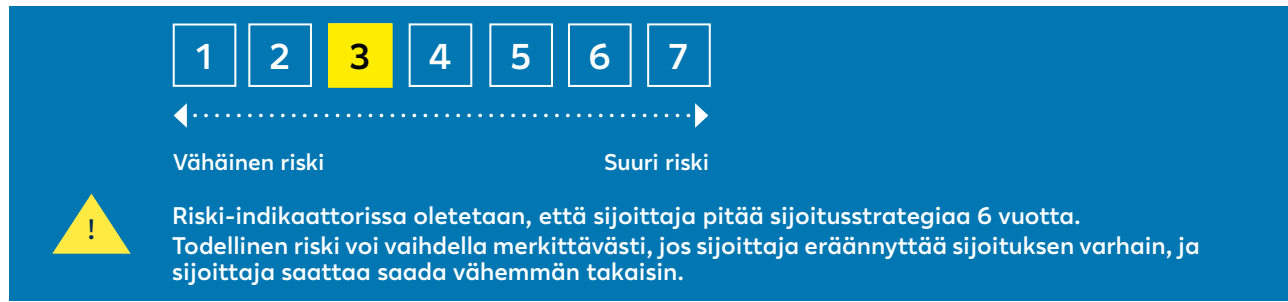 1 2 3 4 5 6 7
Vähäinen riski Suuri riski
! Riski-indikaattorissa oletetaan, että sijoittaja pitää sijoitusstrategiaa 6 vuotta.
Todellinen riski voi vaihdella merkittävästi, jos sijoittaja eräännyttää sijoituksen varhain, ja
sijoittaja saattaa saada vähemmän takaisin.